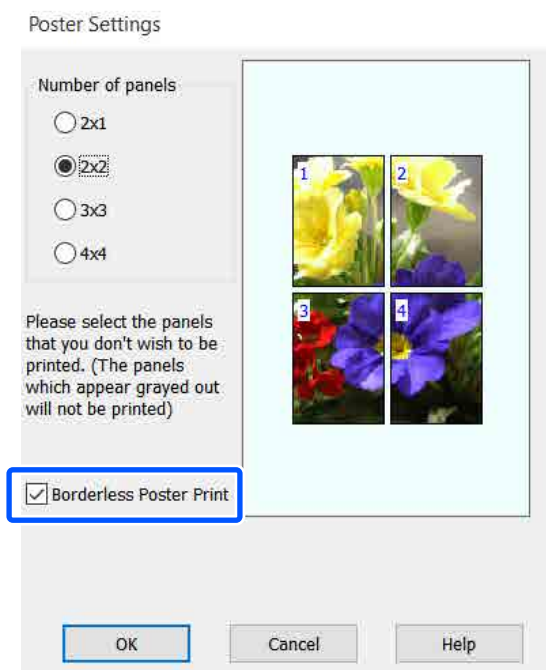 Poster Settings
Number of panels
2x1
2x2
3x3
4x4
1
2
3
4
Please select the panels
that you don't wish to be
printed. (The panels
which appear grayed out
will not be printed)
Borderless Poster Print
OK
Cancel
Help